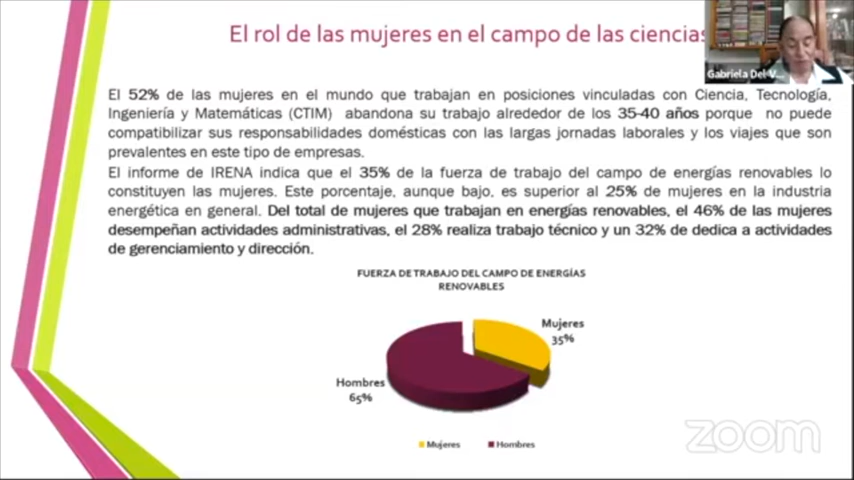 El rol de las mujeres en el campo de las ciencias
Gabriela Del V...
El 52% de las mujeres en el mundo que trabajan en posiciones vinculadas con Ciencia, Tecnología,
Ingeniería y Matemáticas (CTIM) abandona su trabajo alrededor de los 35-40 años porque no puede
compatibilizar sus responsabilidades domésticas con las largas jornadas laborales y los viajes que son
prevalentes en este tipo de empresas.
El informe de IRENA indica que el 35% de la fuerza de trabajo del campo de energías renovables lo
constituyen las mujeres. Este porcentaje, aunque bajo, es superior al 25% de mujeres en la industria
energética en general. Del total de mujeres que trabajan en energías renovables, el 46% de las mujeres
desempeñan actividades administrativas, el 28% realiza trabajo técnico y un 32% de dedica a actividades
de gerenciamiento y dirección.
FUERZA DE TRABAJO DEL CAMPO DE ENERGÍAS
RENOVABLES
Mujeres
35%
Hombres
65%
Mujeres Hombres
zoom